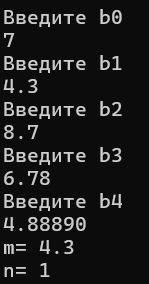 Введите b0
7
Введите b1
4.3
Введите b2
8.7
Введите b3
6.78
Введите b4
4.88890
m= 4.3
n= 1